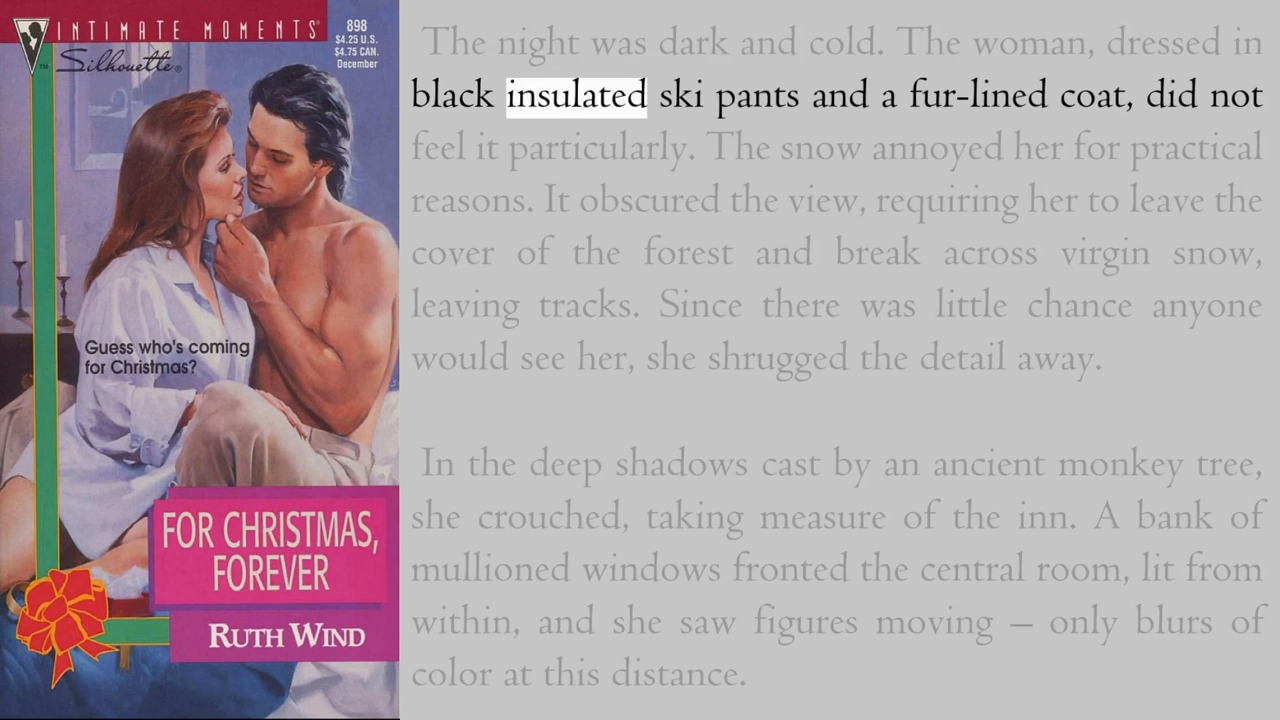 INTIMATE MOMENTS®
898
$4.25 U.S.
$4.75 CAN.
December
TM
Silhouette®
Guess who's coming
for Christmas?
FOR CHRISTMAS,
FOREVER
RUTH WIND
The night was dark and cold. The woman, dressed in
black insulated ski pants and a fur-lined coat, did not
feel it particularly. The snow annoyed her for practical
reasons. It obscured the view, requiring her to leave the
cover of the forest and break across virgin snow,
leaving tracks. Since there was little chance anyone
would see her, she shrugged the detail away.
In the deep shadows cast by an ancient monkey tree,
she crouched, taking measure of the inn. A bank of
mullioned windows fronted the central room, lit from
within, and she saw figures moving – only blurs of
color at this distance.